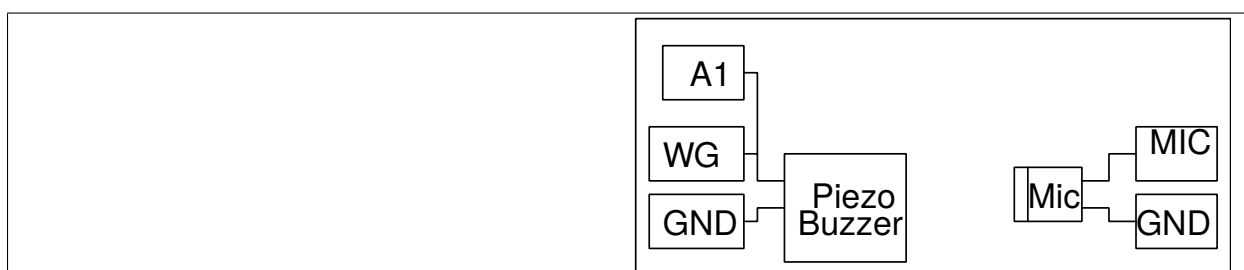 A1
WG
GND
Piezo
Buzzer
Mic
MIC
GND